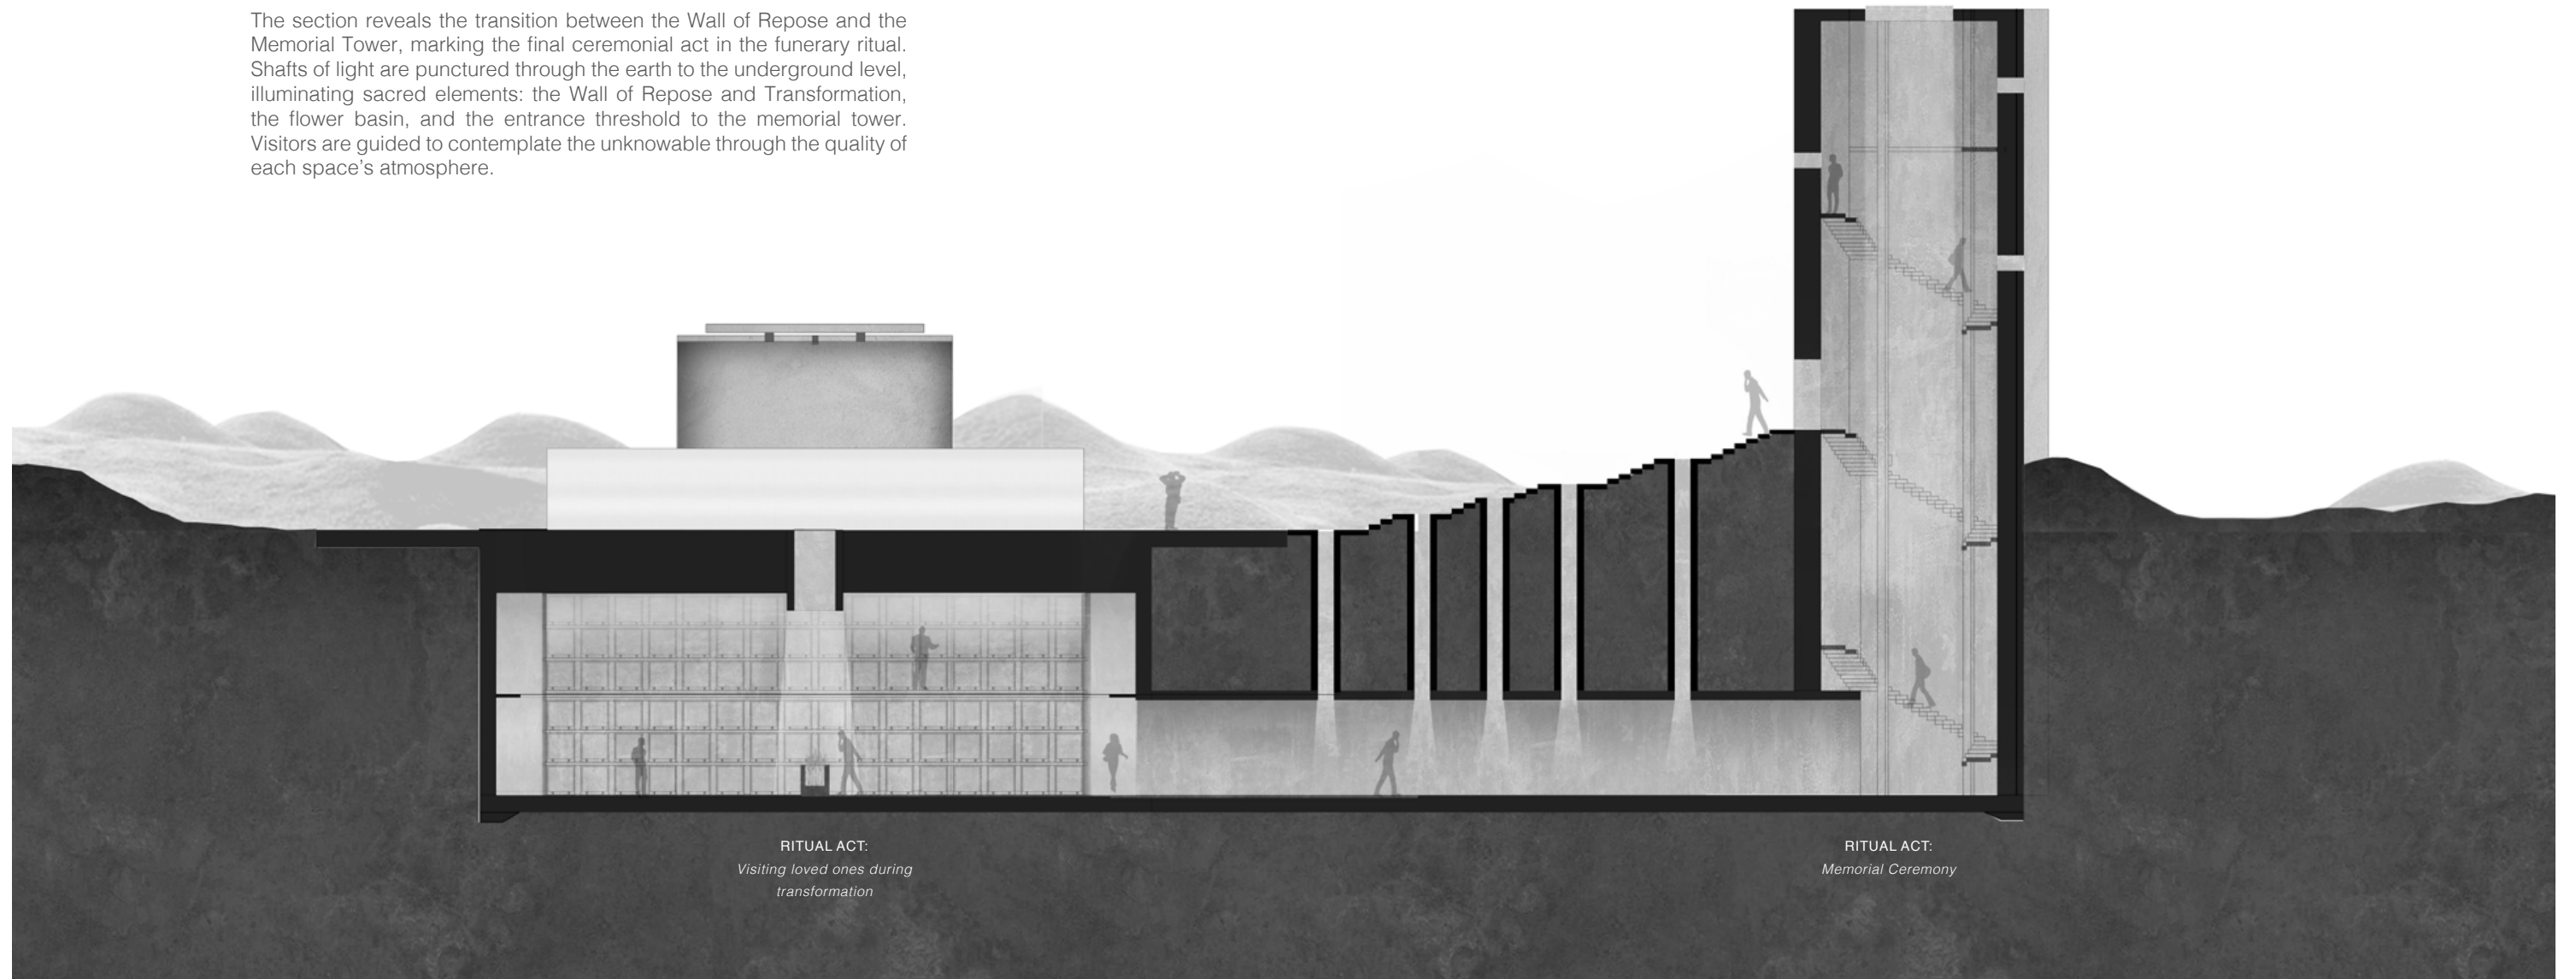 The section reveals the transition between the Wall of Repose and the
Memorial Tower, marking the final ceremonial act in the funerary ritual.
Shafts of light are punctured through the earth to the underground level,
illuminating sacred elements: the Wall of Repose and Transformation,
the flower basin, and the entrance threshold to the memorial tower.
Visitors are guided to contemplate the unknowable through the quality of
each space's atmosphere.
RITUAL ACT:
Visiting loved ones during
transformation
RITUAL ACT:
Memorial Ceremony